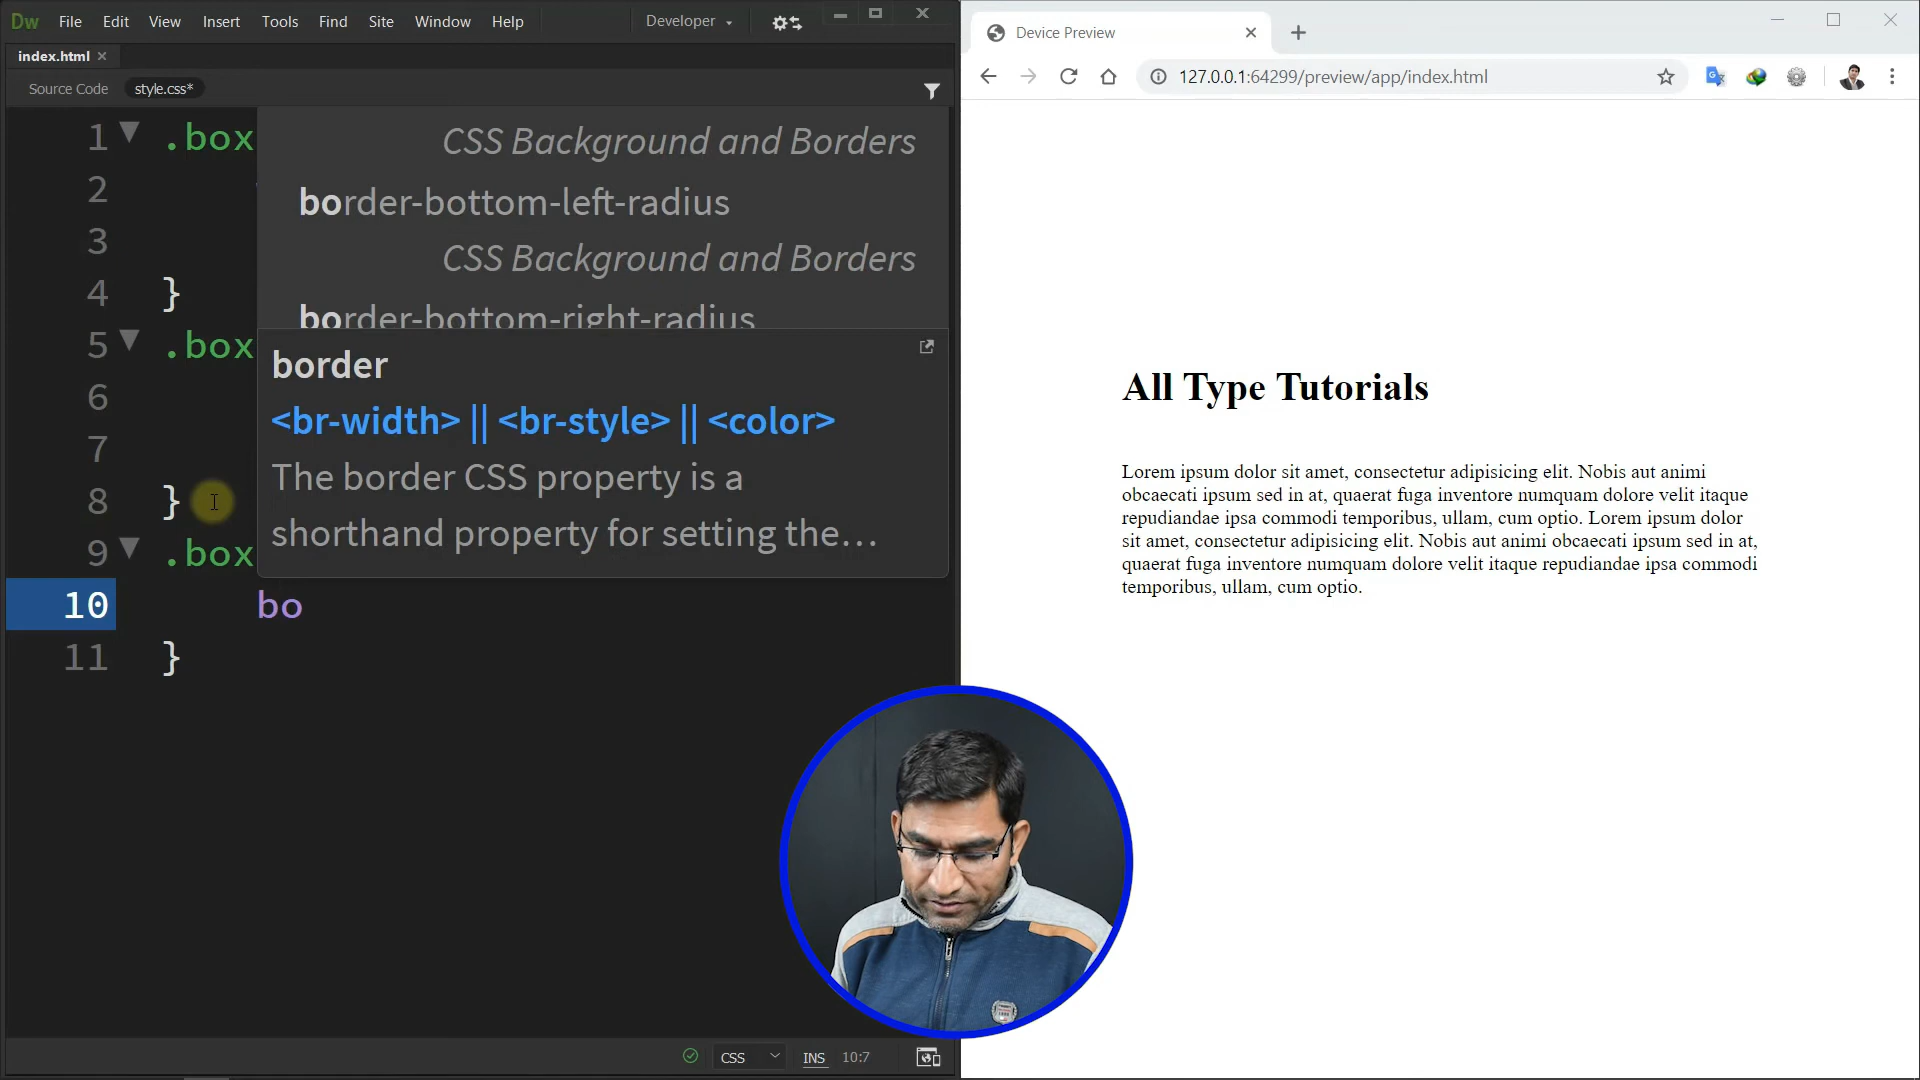 Dw File Edit View Insert Tools Find Site Window Help Developer
index.html
Source Code style.css*
1 .box
2
3
4 }
5 .box
6
7
8 }
9 .box
10 bo
11 }
CSS Background and Borders
border-bottom-left-radius
CSS Background and Borders
border-bottom-right-radius
border
<br-width> || <br-style> || <color>
The border CSS property is a
shorthand property for setting the...
CSS INS 10:7
Device Preview
127.0.0.1:64299/preview/app/index.html
All Type Tutorials
Lorem ipsum dolor sit amet, consectetur adipisicing elit. Nobis aut animi
obcaecati ipsum sed in at, quaerat fuga inventore numquam dolore velit itaque
repudiandae ipsa commodi temporibus, ullam, cum optio. Lorem ipsum dolor
sit amet, consectetur adipisicing elit. Nobis aut animi obcaecati ipsum sed in at,
quaerat fuga inventore numquam dolore velit itaque repudiandae ipsa commodi
temporibus, ullam, cum optio.